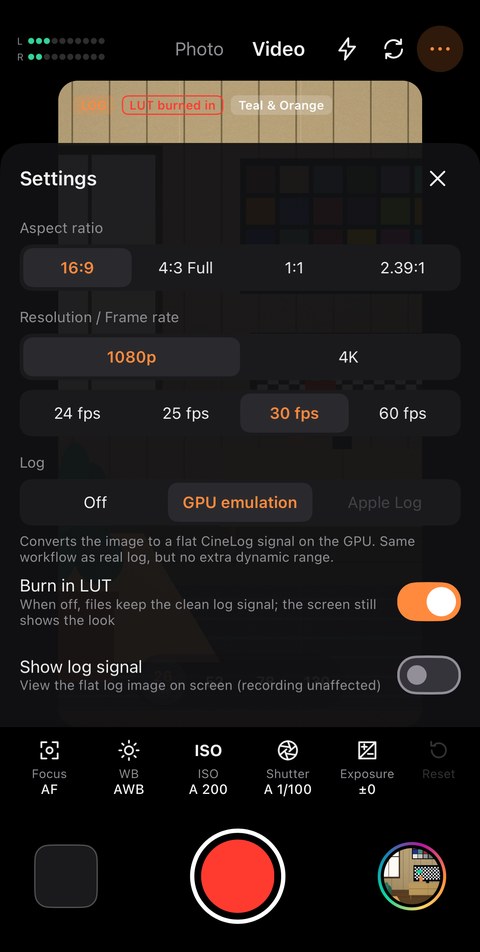 L
R
Photo
Video
LUT burned in
Teal & Orange
Settings
Aspect ratio
16:9
4:3 Full
1:1
2.39:1
Resolution / Frame rate
1080p
4K
24 fps
25 fps
30 fps
60 fps
Log
Off
GPU emulation
Apple Log
Converts the image to a flat CineLog signal on the GPU. Same
workflow as real log, but no extra dynamic range.
Burn in LUT
When off, files keep the clean log signal; the screen still
shows the look
Show log signal
View the flat log image on screen (recording unaffected)
ISO
Focus
WB
ISO
Shutter
Exposure
Reset
AF
AWB
A 200
A 1/100
±0